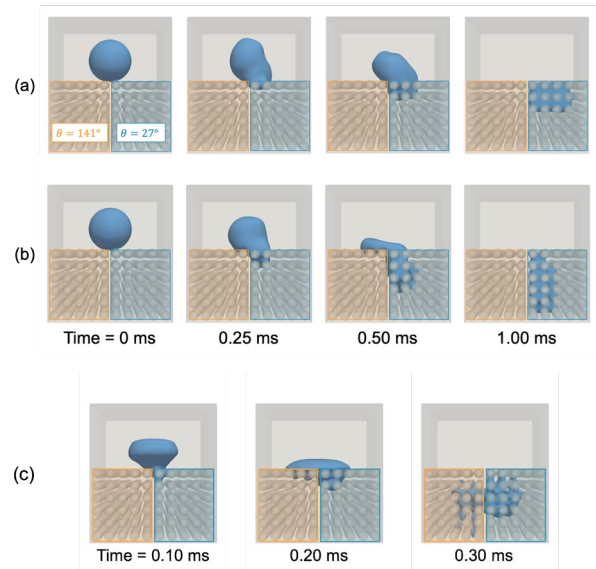 (a)
θ = 141°
θ = 27°
(b)
Time = 0 ms
0.25 ms
0.50 ms
1.00 ms
(c)
Time = 0.10 ms
0.20 ms
0.30 ms